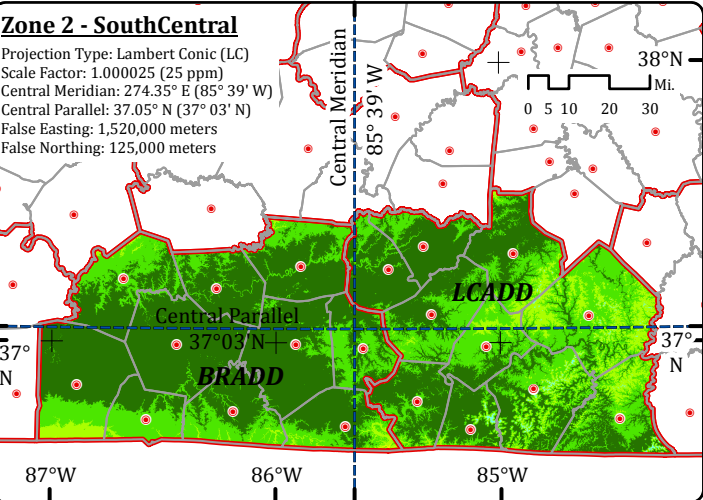 Zone 2 - SouthCentral
Projection Type: Lambert Conic (LC)
Scale Factor: 1.000025 (25 ppm)
Central Meridian: 274.35° E (85° 39' W)
Central Parallel: 37.05° N (37° 03' N)
False Easting: 1,520,000 meters
False Northing: 125,000 meters
Central Meridian
85° 39' W
38°N
Mi.
0 5 10 20 30
LCADD
Central Parallel
37°03'N
BRADD
37°
N
37°
N
87°W 86°W 85°W